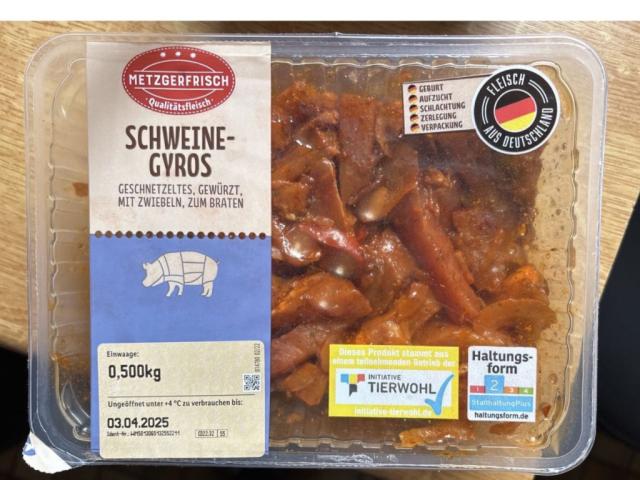 METZGERFRISCH
Qualitätsfleisch
SCHWEINE-
GYROS
GESCHNETZELTES, GEWÜRZT,
MIT ZWIEBELN, ZUM BRATEN
GEBURT
AUFZUCHT
SCHLACHTUNG
ZERLEGUNG
VERPACKUNG
FLEISCH
AUS DEUTSCHLAND
Einwaage:
0,500kg
Ungeöffnet unter +4 °C zu verbrauchen bis:
03.04.2025
Ident-Nr.
Dieses Produkt stammt aus
einem teilnehmenden Betrieb der
INITIATIVE
TIERWOHL
initiative-tierwohl.de
Haltungs-
form
2
1 3 4
StallhaltungPlus
haltungsform.de